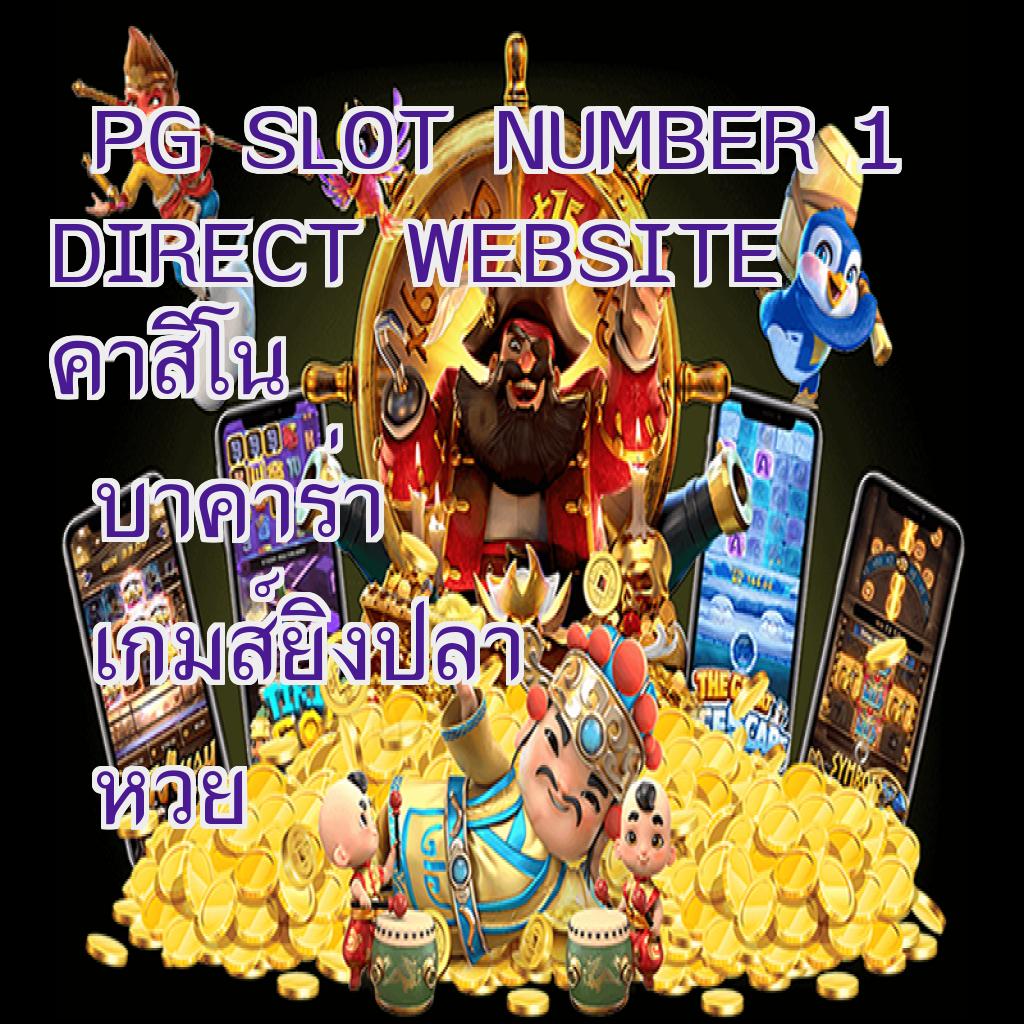 PG SLOT NUMBER 1
DIRECT WEBSITE
คาสิโน
บาคาร่า
เกมส์ยิงปลา
หวย
x15